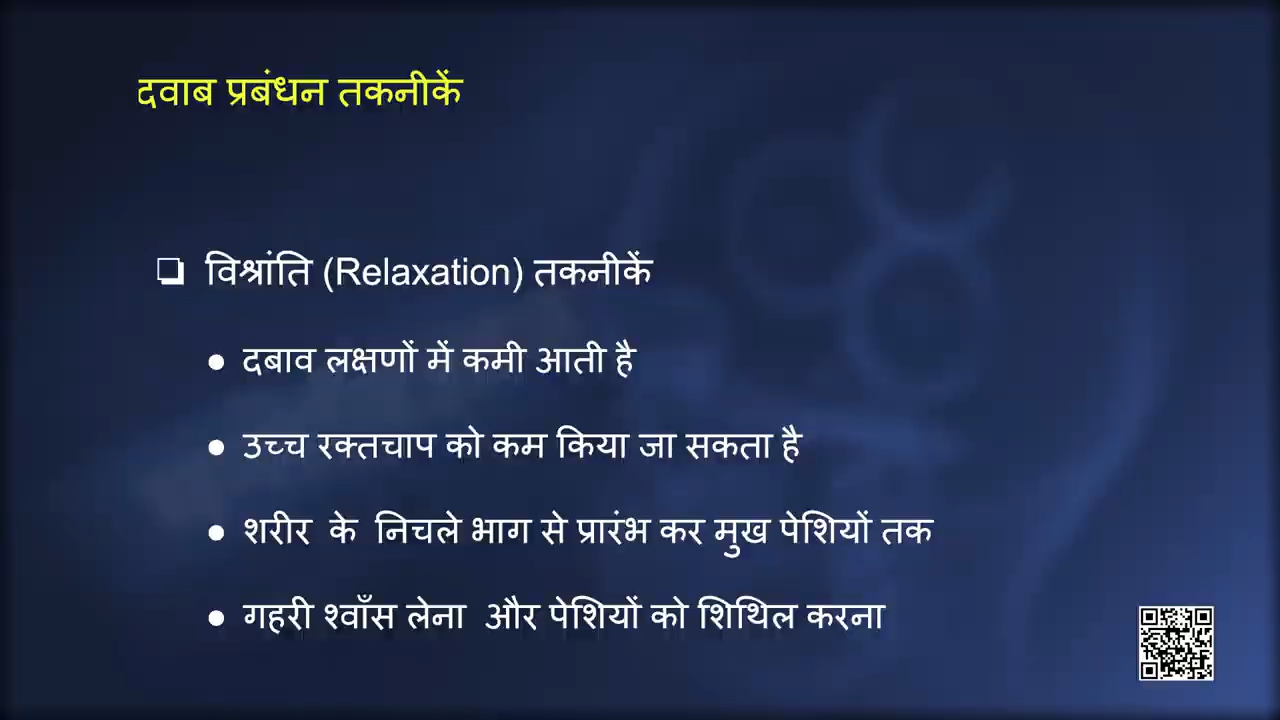 दवाब प्रबंधन तकनीकें
❏ विश्रांति (Relaxation) तकनीकें
● दबाव लक्षणों में कमी आती है
● उच्च रक्तचाप को कम किया जा सकता है
● शरीर के निचले भाग से प्रारंभ कर मुख पेशियों तक
● गहरी श्वाँस लेना और पेशियों को शिथिल करना